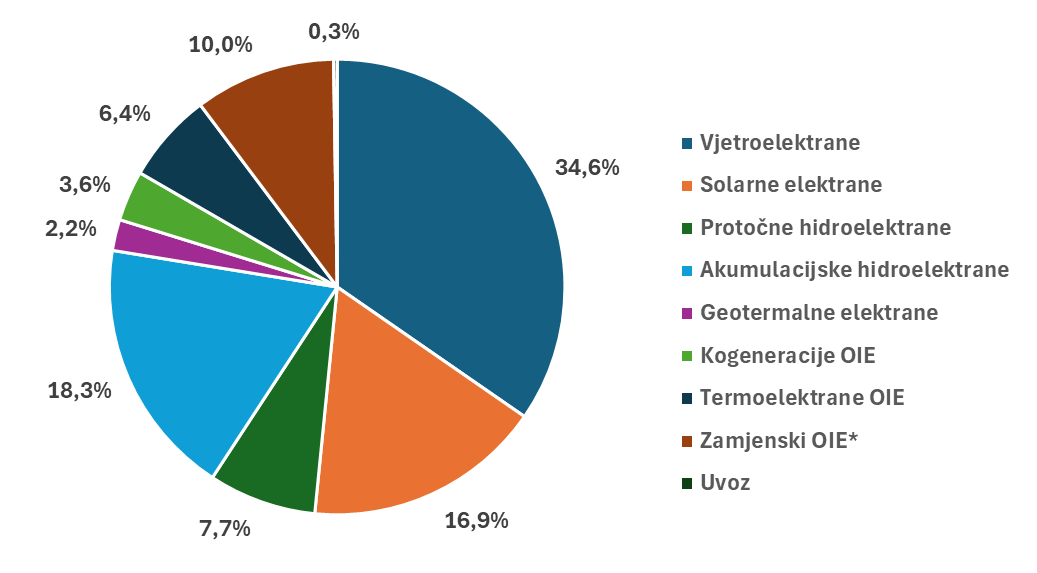 0,3%
10,0%
6,4%
34,6%
3,6%
2,2%
18,3%
16,9%
7,7%
Vjetroelektrane
Solarne elektrane
Protočne hidroelektrane
Akumulacijske hidroelektrane
Geotermalne elektrane
Kogeneracije OIE
Termoelektrane OIE
Zamjenski OIE*
Uvoz